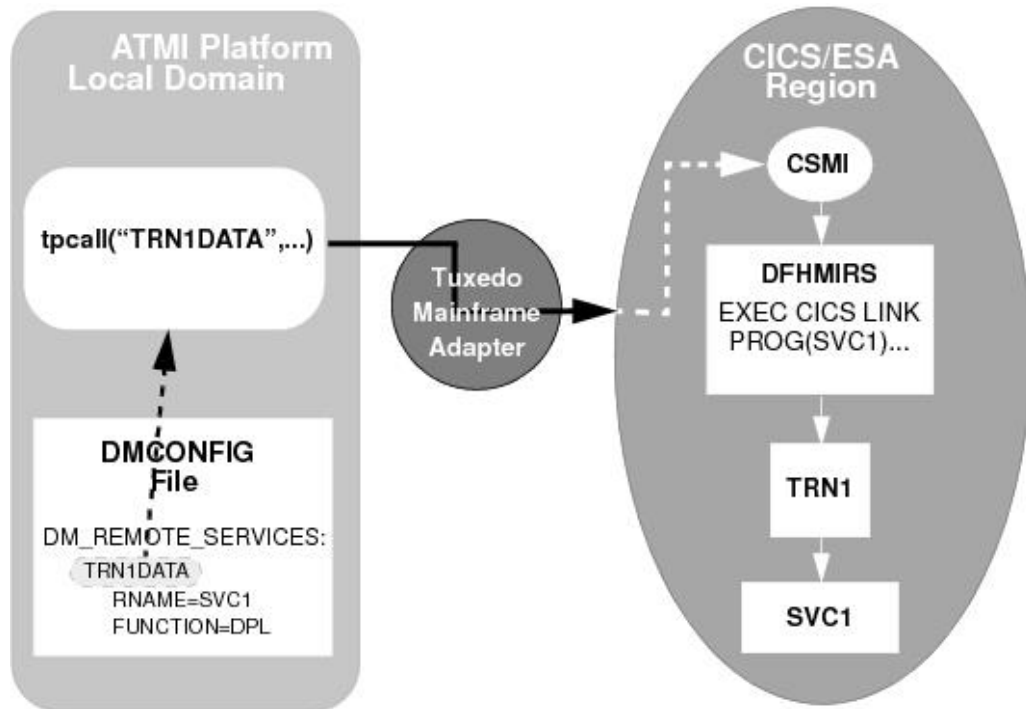 ATMI Platform
Local Domain
tpcall(“TRN1DATA”,...)
DMCONFIG
File
DM_REMOTE_SERVICES:
TRN1DATA
RNAME=SVC1
FUNCTION=DPL
Tuxedo
Mainframe
Adapter
CICS/ESA
Region
CSMI
DFHMIRS
EXEC CICS LINK
PROG(SVC1)...
TRN1
SVC1